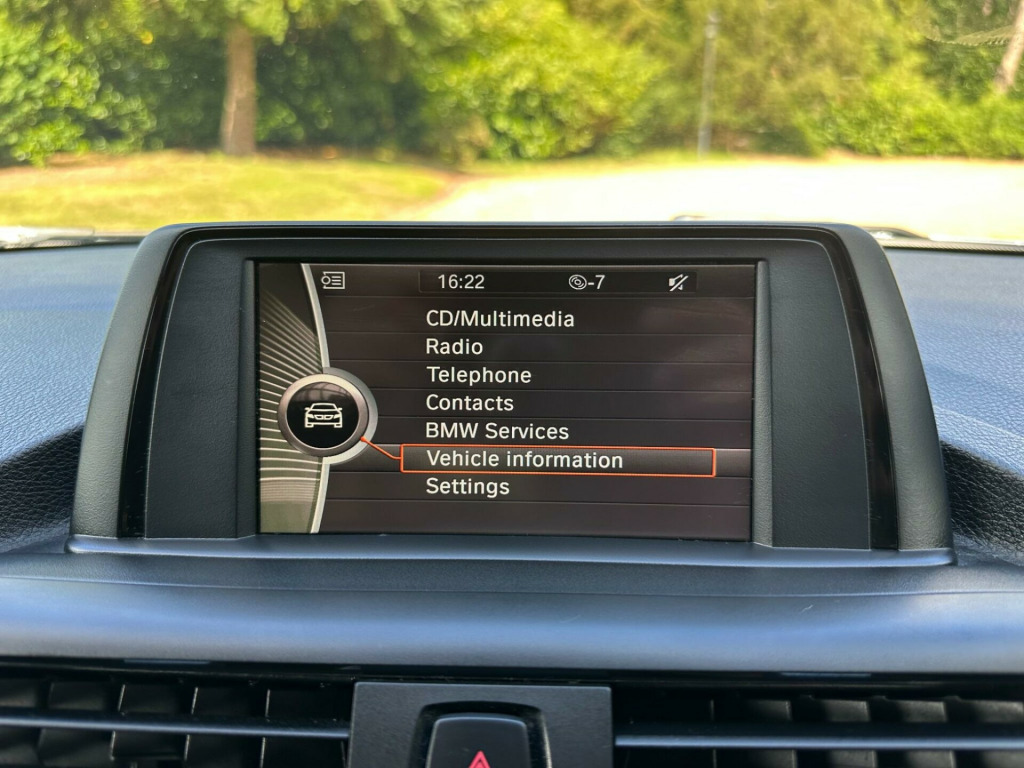 16:22 -7
CD/Multimedia
Radio
Telephone
Contacts
BMW Services
Vehicle information
Settings